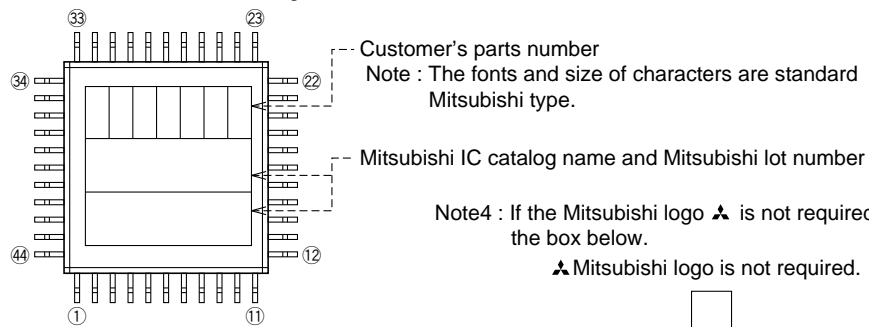 ㉝ ㉓
Customer's parts number
㉞ ㉒
Note : The fonts and size of characters are standard
Mitsubishi type.
Mitsubishi IC catalog name and Mitsubishi lot number
Note4 : If the Mitsubishi logo is not required
the box below.
㊹ ⑫
Mitsubishi logo is not required.
① ⑪